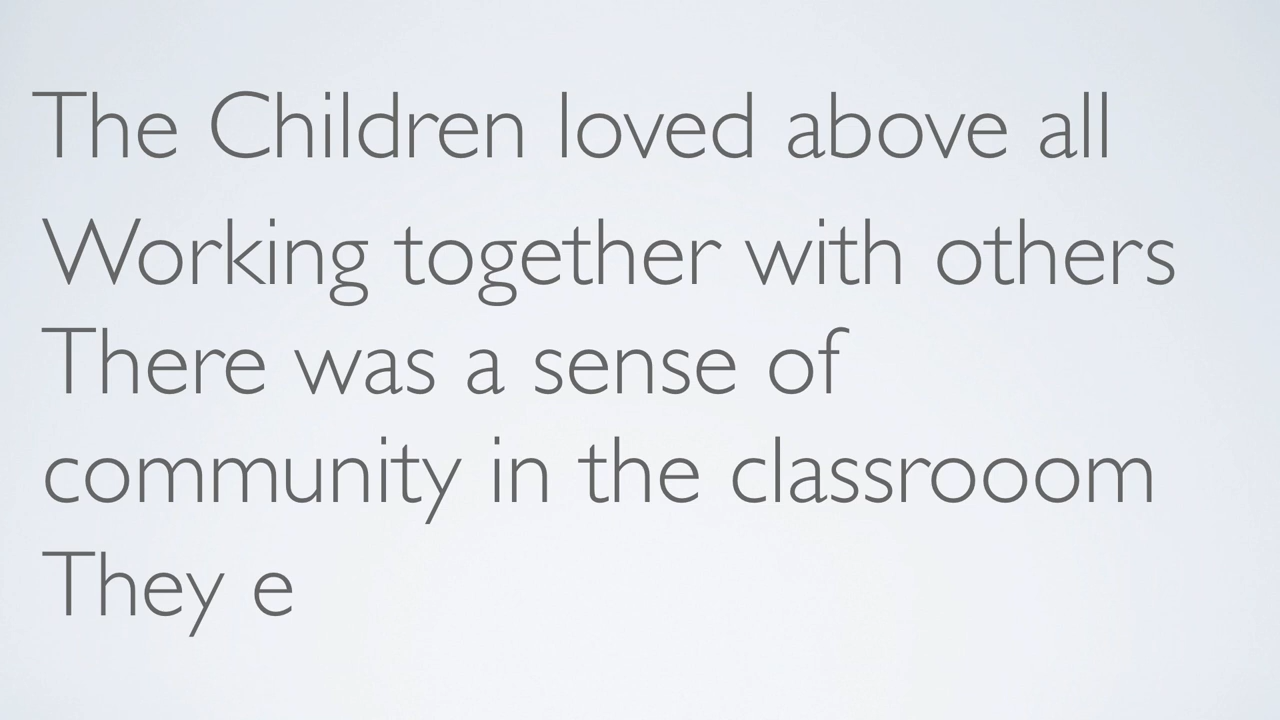 The Children loved above all
Working together with others
There was a sense of
community in the classrooom
They e